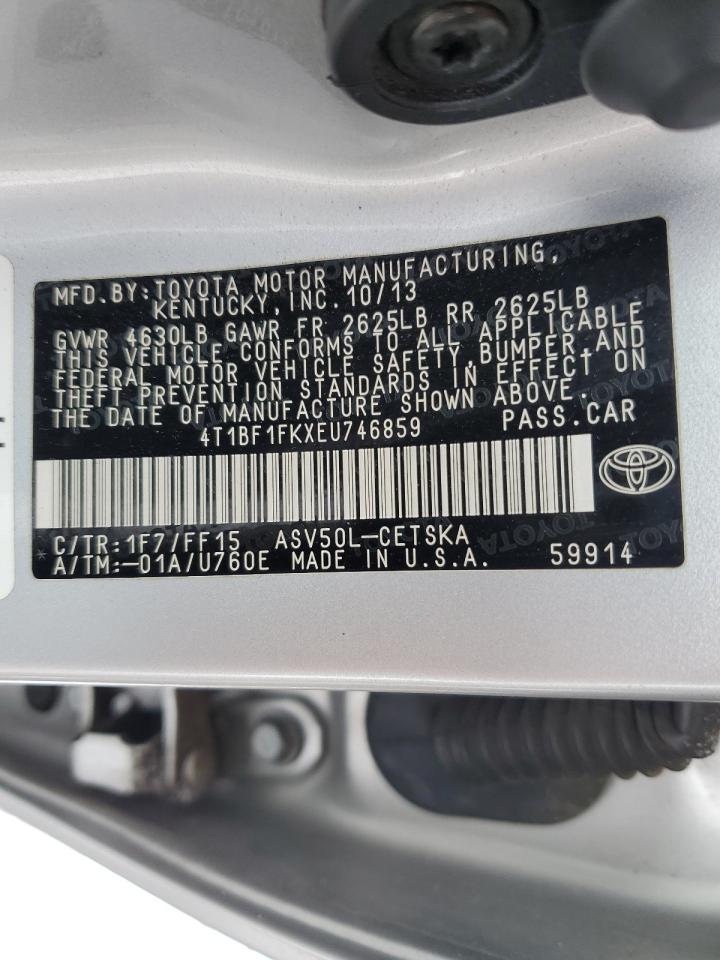 MFD.BY:TOYOTA MOTOR MANUFACTURING,
KENTUCKY,INC.10/13
GVWR 4630LB GAWR FR 2625LB RR 2625LB
THIS VEHICLE CONFORMS TO ALL APPLICABLE
FEDERAL MOTOR VEHICLE SAFETY,BUMPER,AND
THEFT PREVENTION STANDARDS IN EFFECT ON
THE DATE OF MANUFACTURE SHOWN ABOVE.
4T1BF1FKXEU746859 PASS.CAR
C/TR:1F7/FF15 ASV50L-CETSKA
*A/TM:-01A/U760E MADE IN U.S.A. 59914